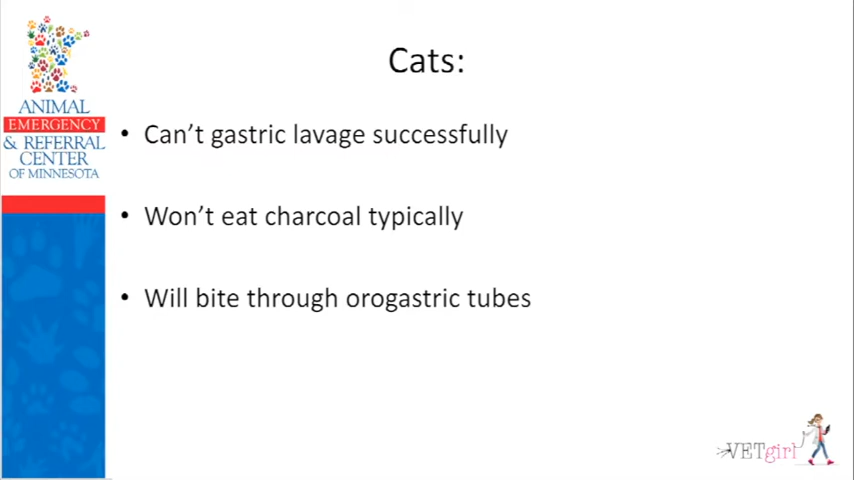 Cats:
ANIMAL
EMERGENCY
& REFERRAL
CENTER
OF MINNESOTA
• Can’t gastric lavage successfully
• Won’t eat charcoal typically
• Will bite through orogastric tubes
VETgirl